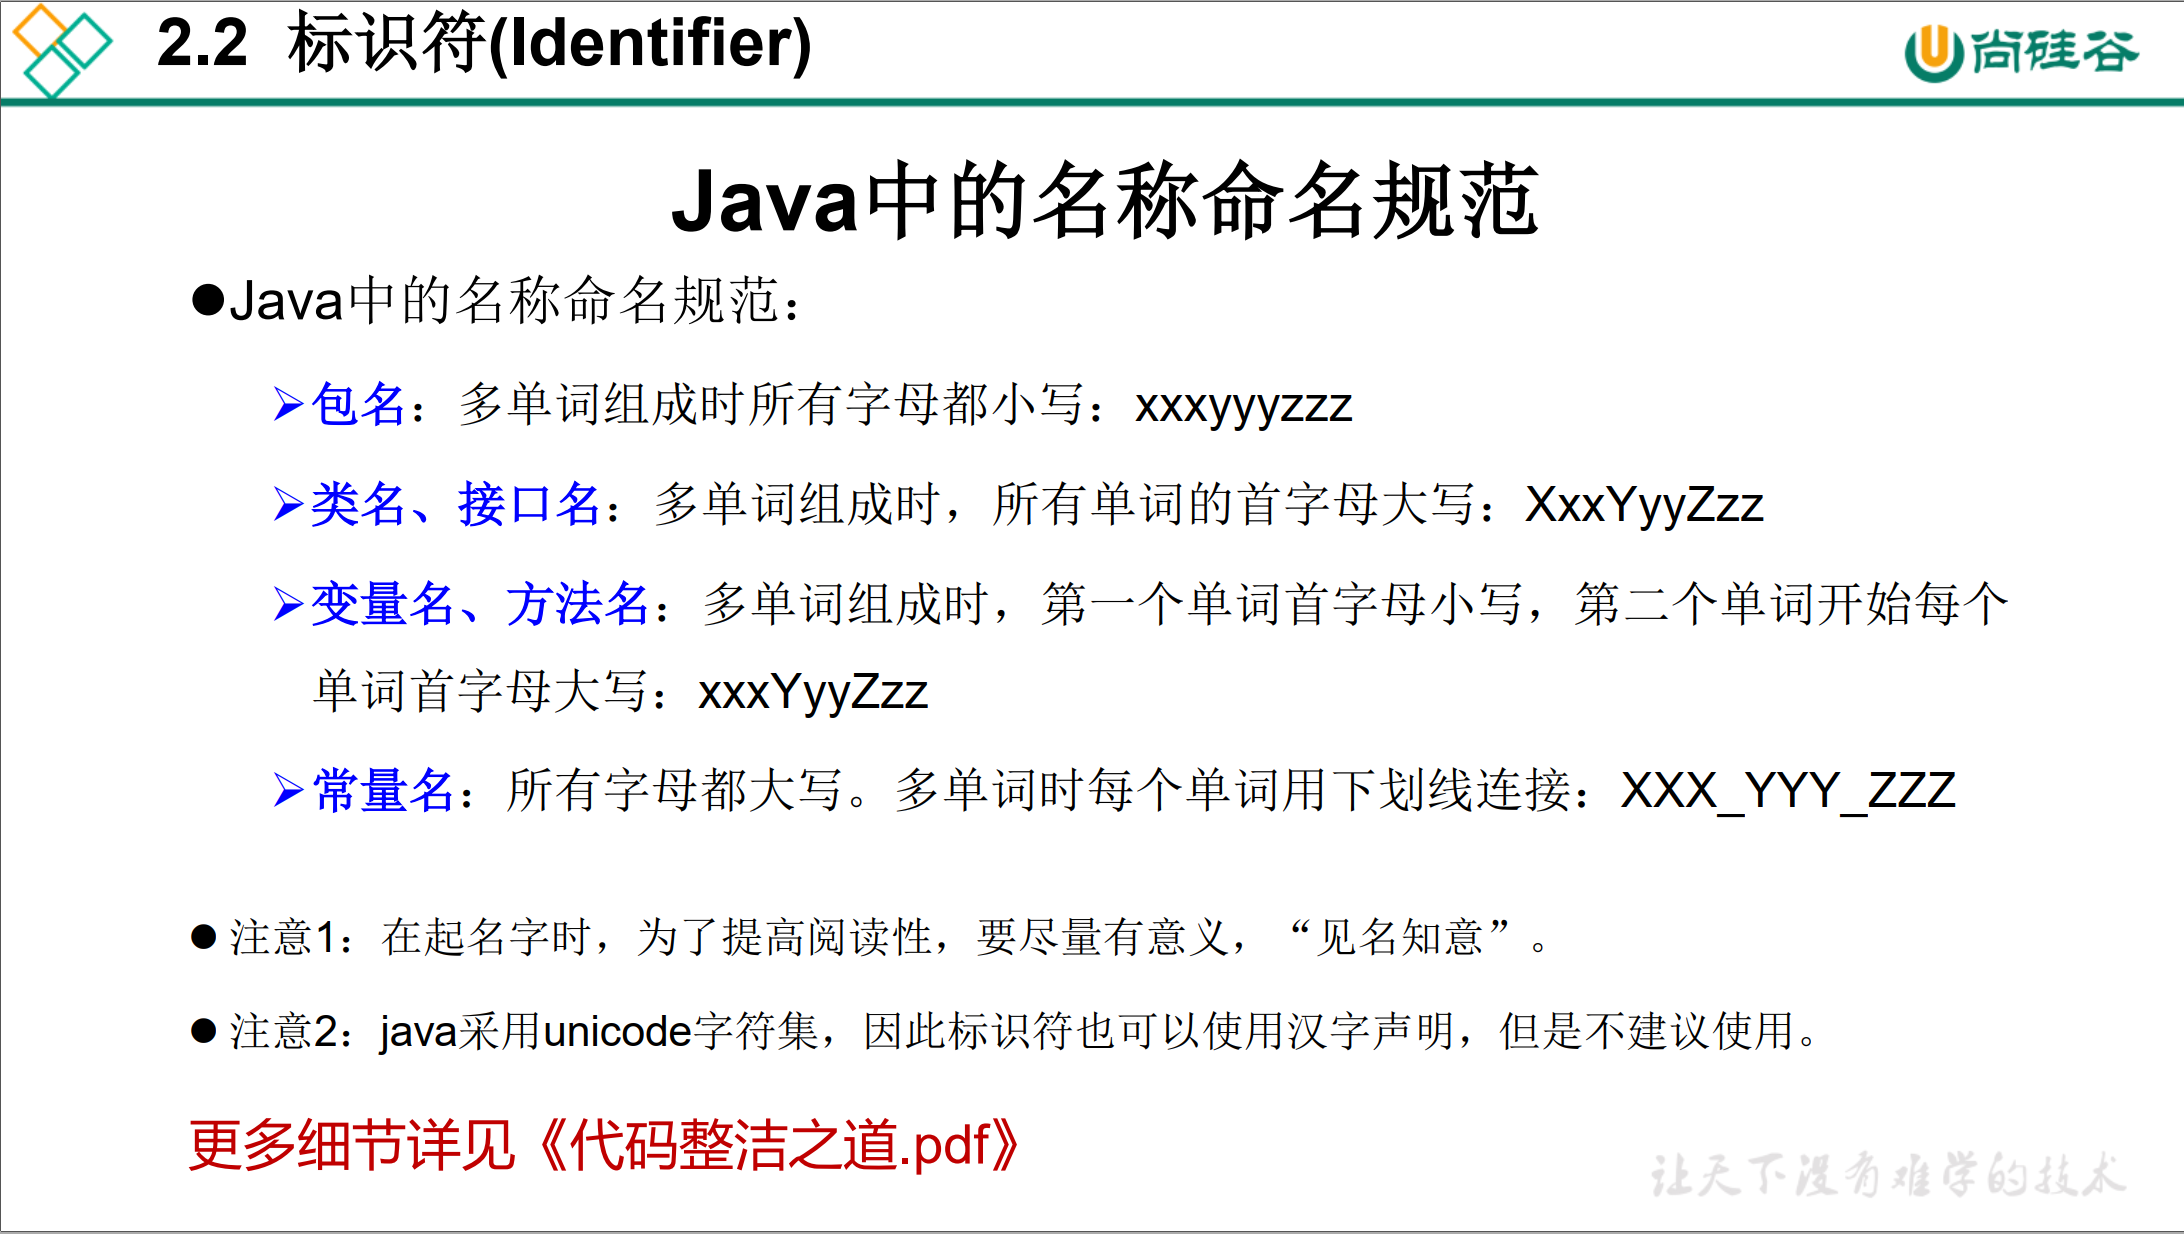 2.2 标识符(Identifier)
尚硅谷
Java中的名称命名规范
●Java中的名称命名规范：
➢包名：多单词组成时所有字母都小写：xxxyyyzzz
➢类名、接口名：多单词组成时，所有单词的首字母大写：XxxYyyZzz
➢变量名、方法名：多单词组成时，第一个单词首字母小写，第二个单词开始每个
单词首字母大写：xxxYyyZzz
➢常量名：所有字母都大写。多单词时每个单词用下划线连接：XXX_YYY_ZZZ
● 注意1：在起名字时，为了提高阅读性，要尽量有意义，“见名知意”。
● 注意2：java采用unicode字符集，因此标识符也可以使用汉字声明，但是不建议使用。
更多细节详见《代码整洁之道.pdf》
让天下没有难学的技术